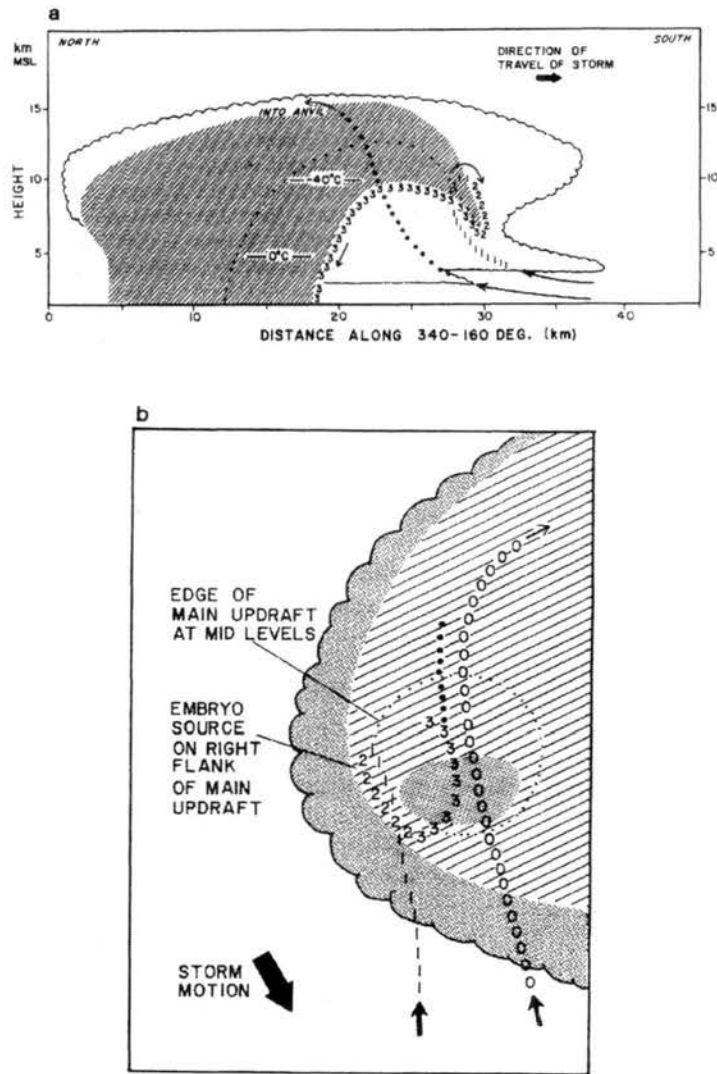 a
km
MSL
NORTH
SOUTH
DIRECTION OF
TRAVEL OF STORM
15
15
INTO ANVIL
HEIGHT
10
10
-40°C
5
5
0°C
0
10
20
30
40
DISTANCE ALONG 340-160 DEG. (km)
b
EDGE OF
MAIN UPDRAFT
AT MID LEVELS
EMBRYO
SOURCE
ON RIGHT
FLANK
OF MAIN
UPDRAFT
STORM
MOTION